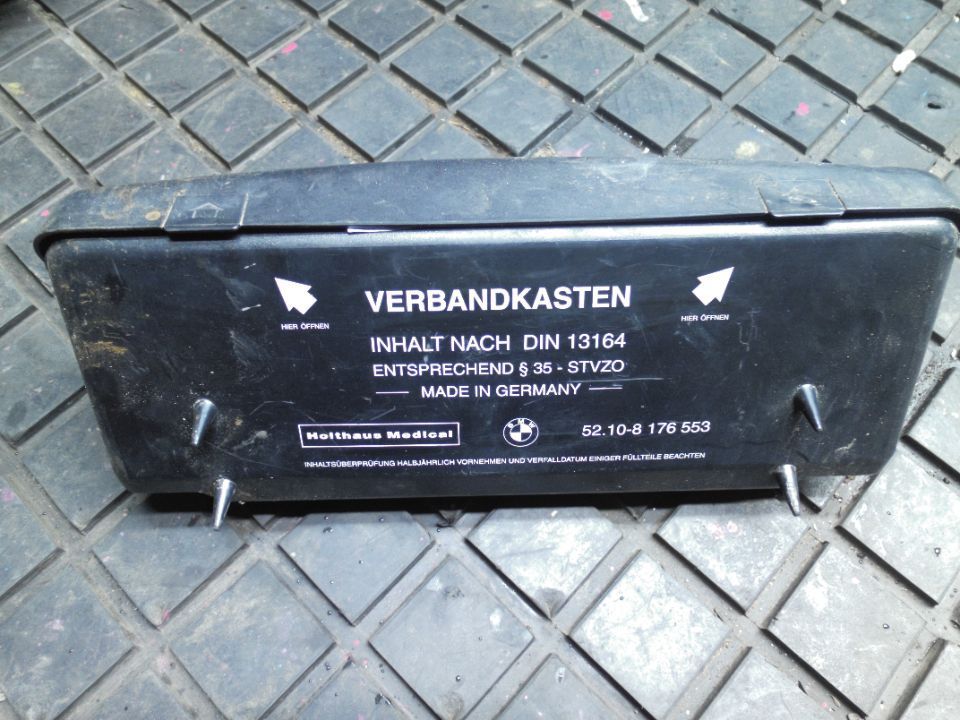 VERBANDKASTEN
HIER ÖFFNEN
HIER ÖFFNEN
INHALT NACH DIN 13164
ENTSPRECHEND § 35 - STVZO
MADE IN GERMANY
Holthaus Medical
BMW
52.10-8 176 553
INHALTSÜBERPRÜFUNG HALBJÄHRLICH VORNEHMEN UND VERFALLDATUM EINIGER FÜLLTEILE BEACHTEN